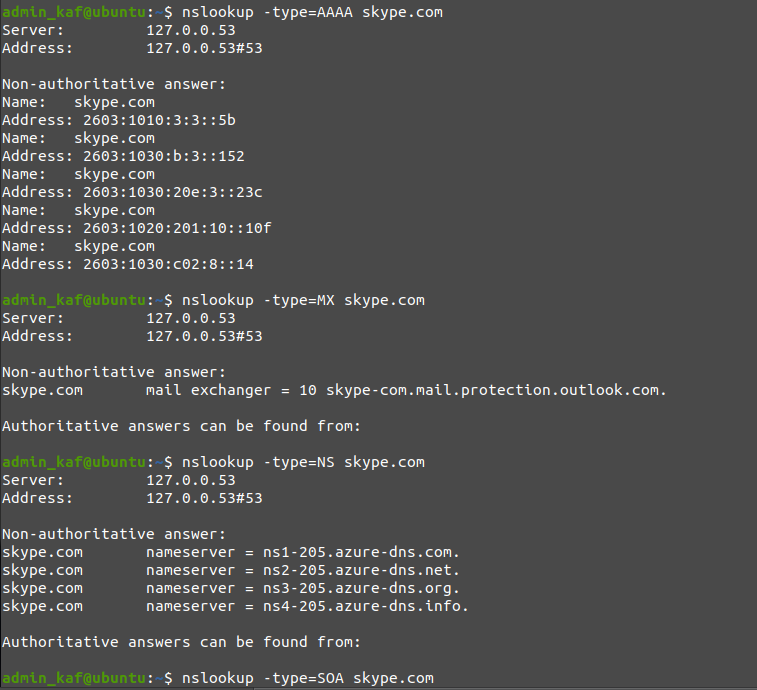 admin_kaf@ubuntu:~$ nslookup -type=AAAA skype.com
Server:         127.0.0.53
Address:        127.0.0.53#53

Non-authoritative answer:
Name:   skype.com
Address: 2603:1010:3:3::5b
Name:   skype.com
Address: 2603:1030:b:3::152
Name:   skype.com
Address: 2603:1030:20e:3::23c
Name:   skype.com
Address: 2603:1020:201:10::10f
Name:   skype.com
Address: 2603:1030:c02:8::14

admin_kaf@ubuntu:~$ nslookup -type=MX skype.com
Server:         127.0.0.53
Address:        127.0.0.53#53

Non-authoritative answer:
skype.com       mail exchanger = 10 skype-com.mail.protection.outlook.com.

Authoritative answers can be found from:

admin_kaf@ubuntu:~$ nslookup -type=NS skype.com
Server:         127.0.0.53
Address:        127.0.0.53#53

Non-authoritative answer:
skype.com       nameserver = ns1-205.azure-dns.com.
skype.com       nameserver = ns2-205.azure-dns.net.
skype.com       nameserver = ns3-205.azure-dns.org.
skype.com       nameserver = ns4-205.azure-dns.info.

Authoritative answers can be found from:

admin_kaf@ubuntu:~$ nslookup -type=SOA skype.com